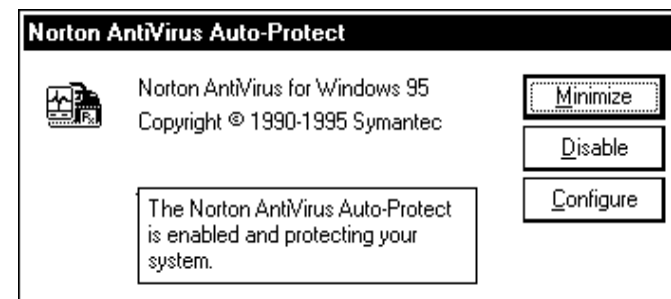 Norton AntiVirus Auto-Protect
Norton AntiVirus for Windows 95
Copyright © 1990-1995 Symantec
Minimize
Disable
Configure
The Norton AntiVirus Auto-Protect
is enabled and protecting your
system.